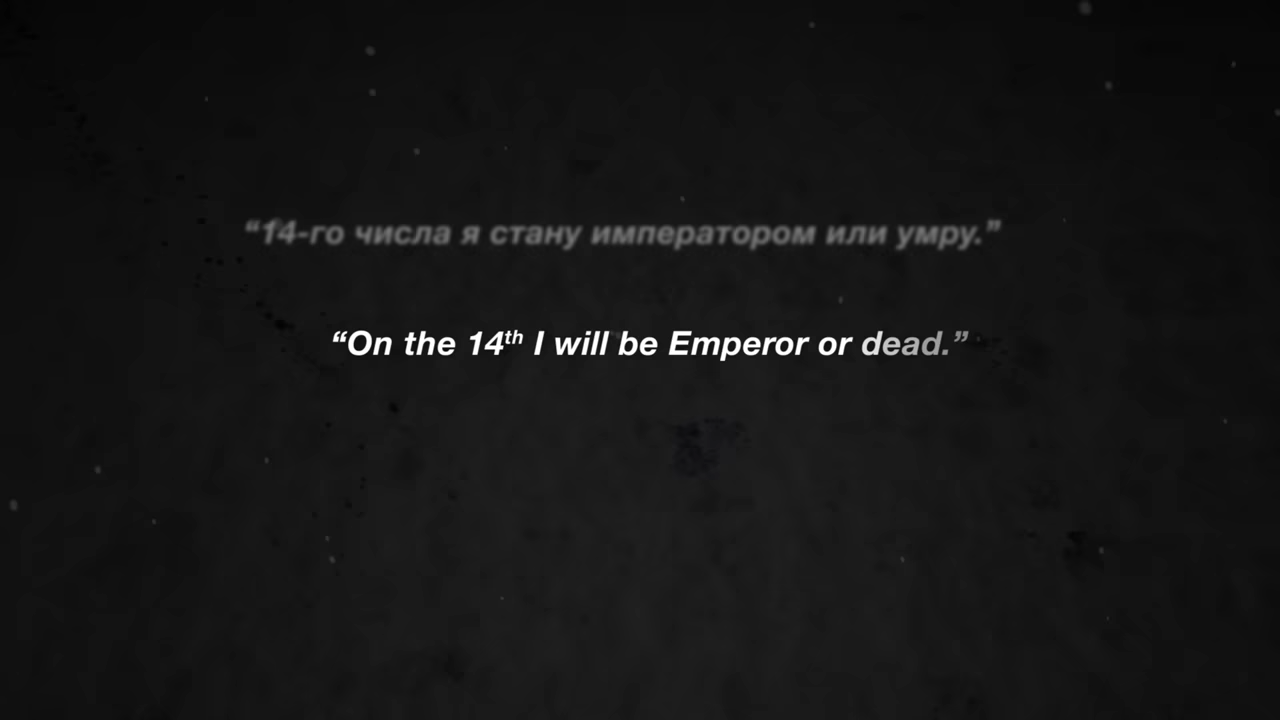 “14-го числа я стану императором или умру.”
“On the 14th I will be Emperor or dead.”